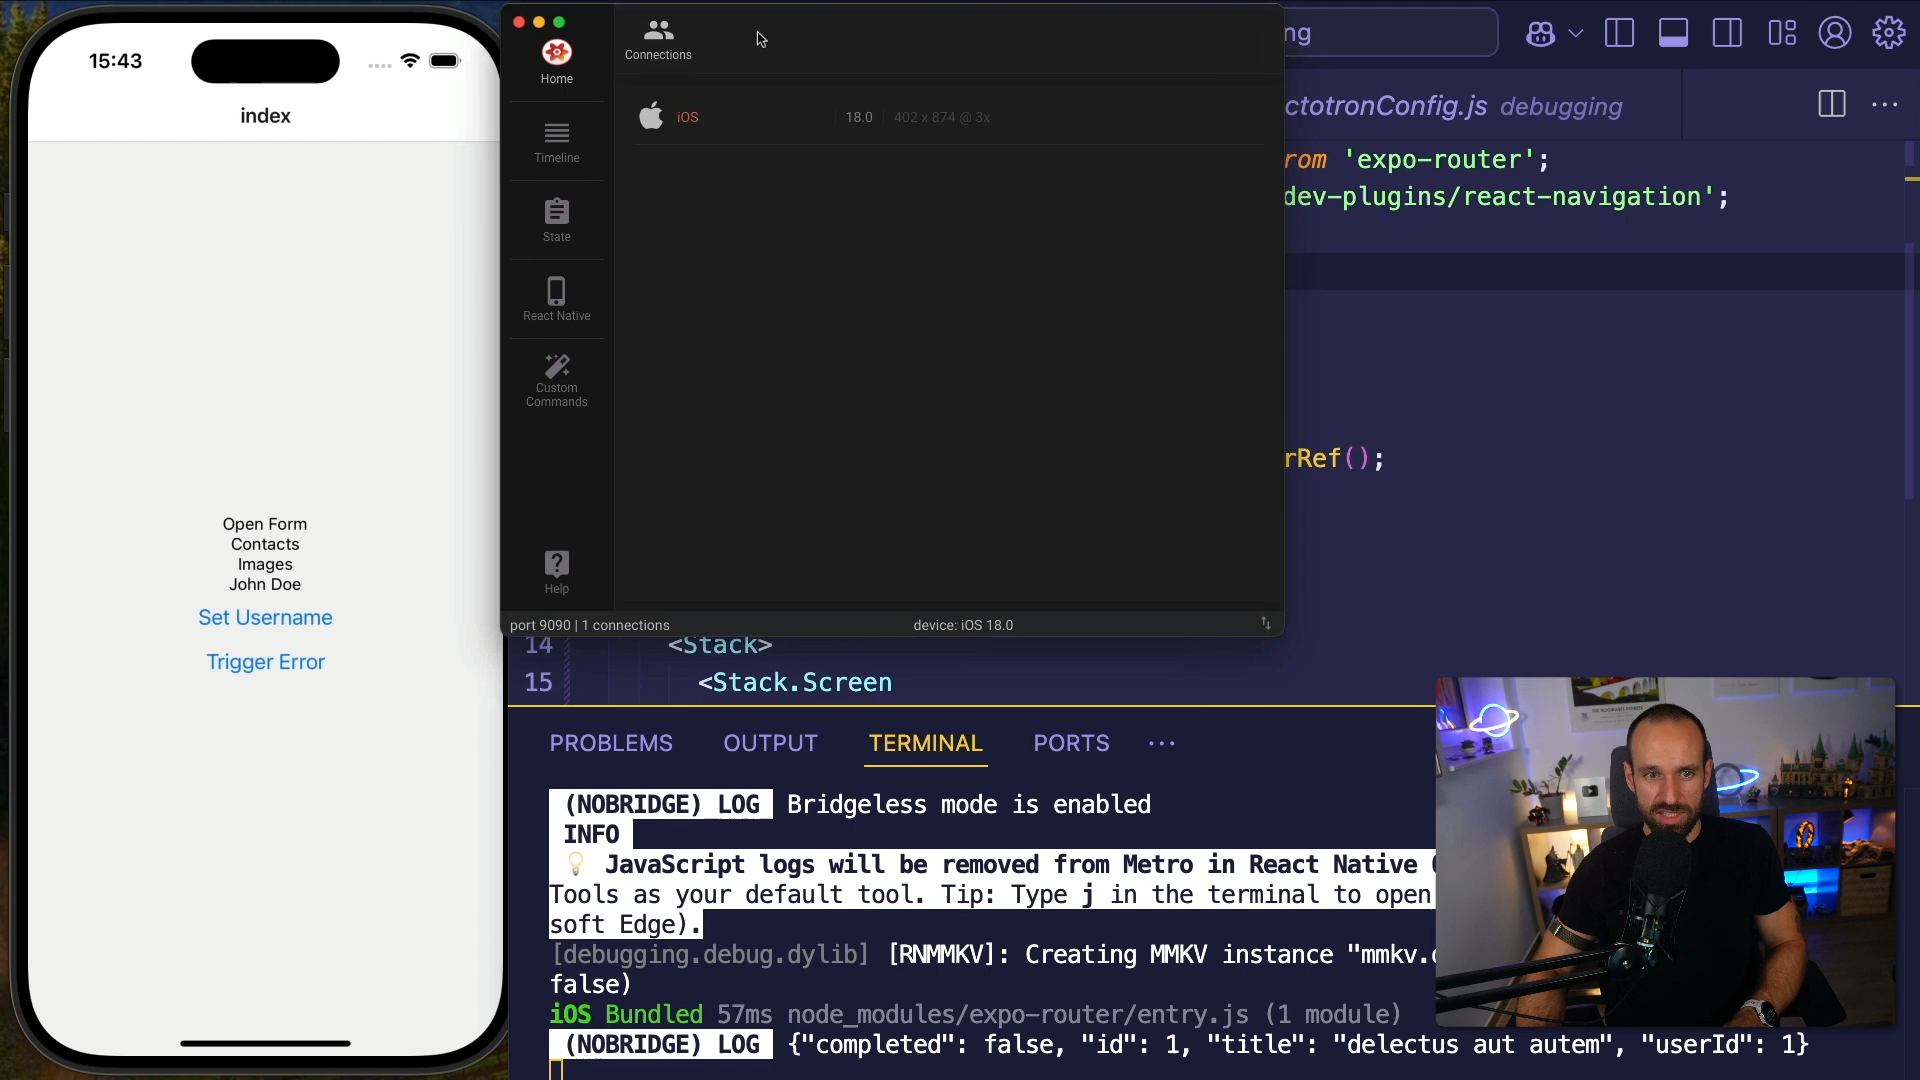 15:43
index
Open Form
Contacts
Images
John Doe
Set Username
Trigger Error
Home
Timeline
State
React Native
Custom
Commands
Help
Connections
iOS 18.0 402 x 874 @ 3x
port 9090 | 1 connections device: iOS 18.0
ng
ctotronConfig.js debugging
rom 'expo-router';
dev-plugins/react-navigation';
rRef();
14 <Stack>
15 <Stack.Screen
PROBLEMS OUTPUT TERMINAL PORTS ...
(NOBRIDGE) LOG Bridgeless mode is enabled
INFO
💡 JavaScript logs will be removed from Metro in React Native
Tools as your default tool. Tip: Type j in the terminal to open
soft Edge).
[debugging.debug.dylib] [RNMMKV]: Creating MMKV instance "mmkv.
false)
iOS Bundled 57ms node_modules/expo-router/entry.js (1 module)
(NOBRIDGE) LOG {"completed": false, "id": 1, "title": "delectus aut autem", "userId": 1}